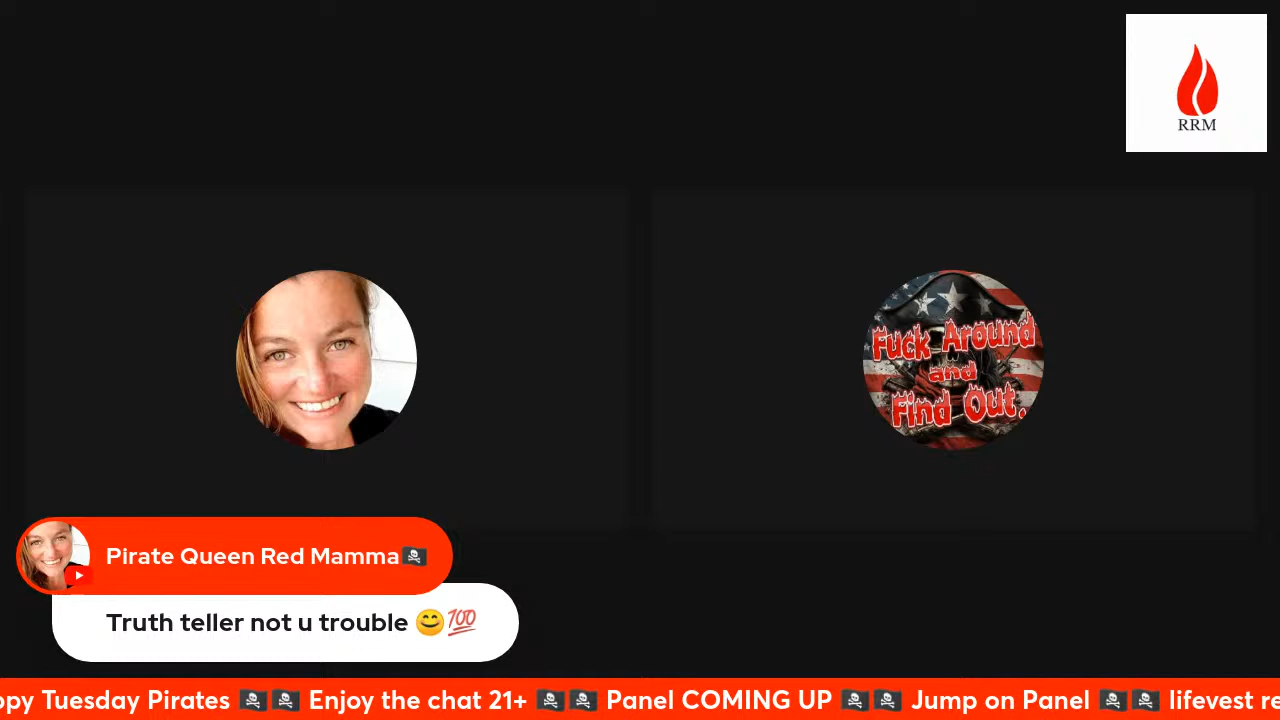 RRM
Fuck Around
and
Find Out.
Pirate Queen Red Mamma🏴‍☠️
Truth teller not u trouble 😊💯
ppy Tuesday Pirates 🏴‍☠️🏴‍☠️ Enjoy the chat 21+ 🏴‍☠️🏴‍☠️ Panel COMING UP 🏴‍☠️🏴‍☠️ Jump on Panel 🏴‍☠️🏴‍☠️ lifevest re